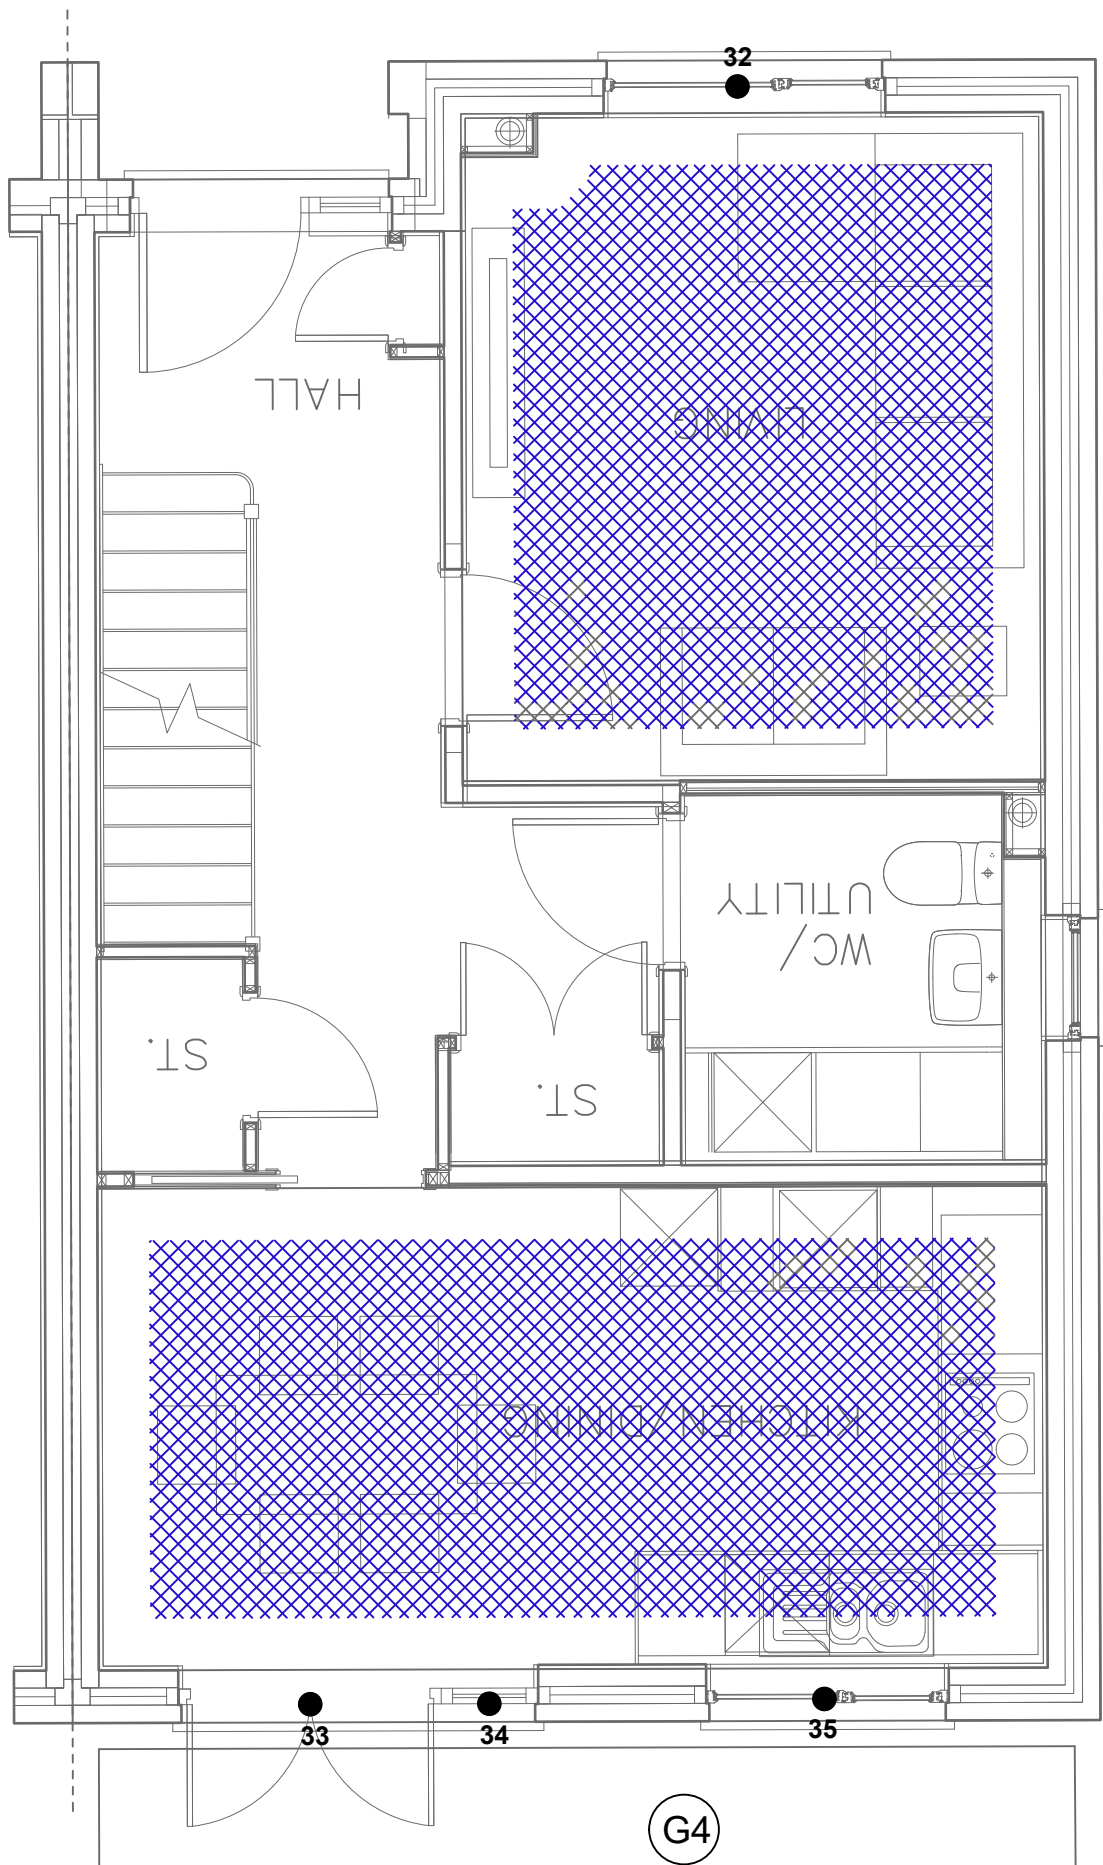 32
HALL
LIVING
WC/
UTILITY
ST.
ST.
KITCHEN/DINING
33
34
35
G4